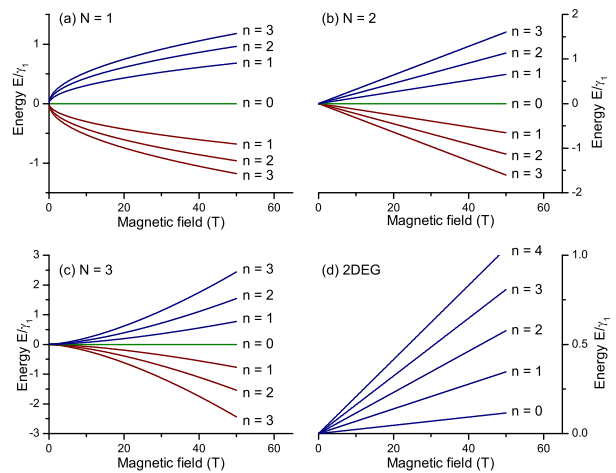 (a) N = 1
Energy E/γ1
1
0
-1
n = 3
n = 2
n = 1
n = 0
n = 1
n = 2
n = 3
0 20 40 60
Magnetic field (T)
(b) N = 2
n = 3
n = 2
n = 1
n = 0
n = 1
n = 2
n = 3
2
1
0
-1
-2
Energy E/γ1
0 20 40 60
Magnetic field (T)
(c) N = 3
Energy E/γ1
3
2
1
0
-1
-2
-3
n = 3
n = 2
n = 1
n = 0
n = 1
n = 2
n = 3
0 20 40 60
Magnetic field (T)
(d) 2DEG
n = 4
n = 3
n = 2
n = 1
n = 0
1.0
0.5
0.0
Energy E/γ1
0 20 40 60
Magnetic field (T)